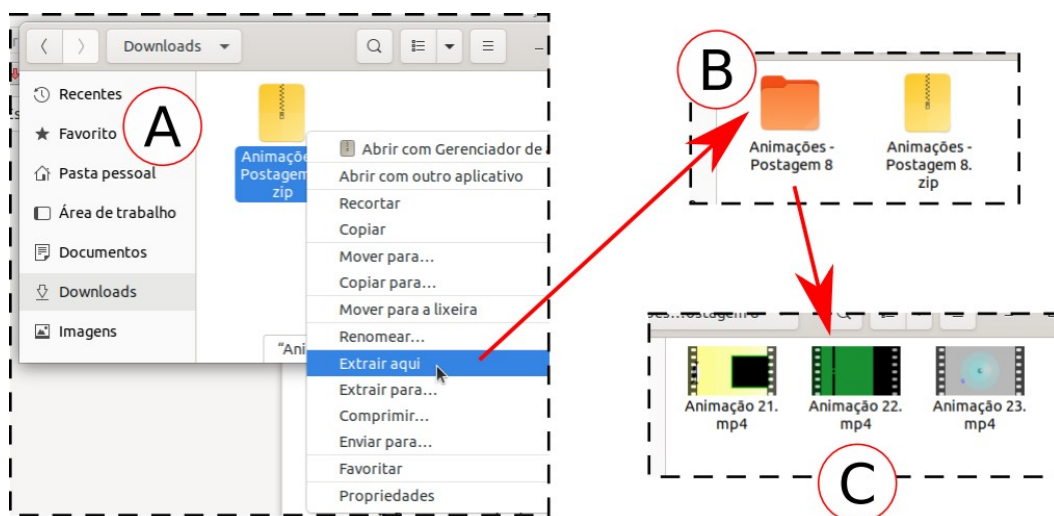 Downloads
Recentes
Favorito
Pasta pessoal
Área de trabalho
Documentos
Downloads
Imagens
A
Animaçõe
Postagem
zip
"Ani
Abrir com Gerenciador de
Abrir com outro aplicativo
Recortar
Copiar
Mover para...
Copiar para...
Mover para a lixeira
Renomear...
Extrair aqui
Extrair para...
Comprimir...
Enviar para...
Favoritar
Propriedades
B
Animações -
Postagem 8
Animações -
Postagem 8.
zip
Animação 21.
mp4
Animação 22.
mp4
Animação 23.
mp4
C